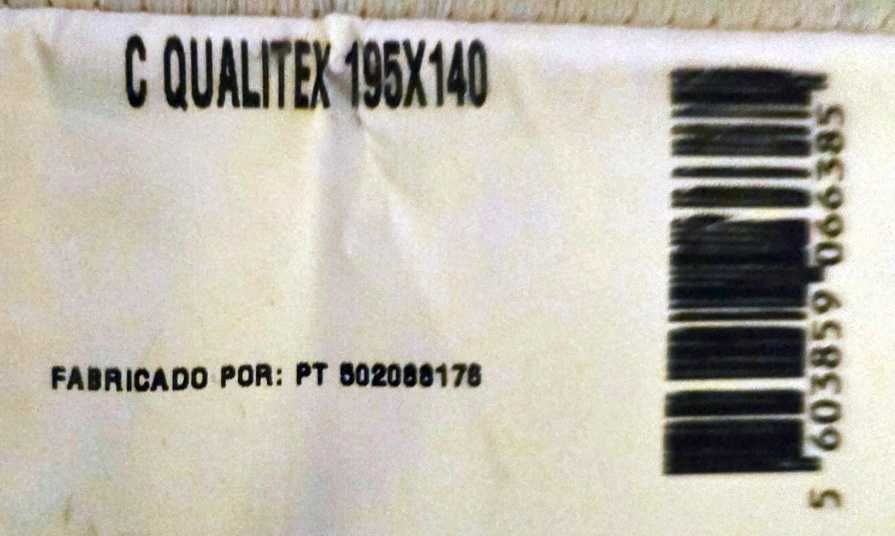 C QUALITEX 195X140
FABRICADO POR: PT 502088176
5 603859 066385